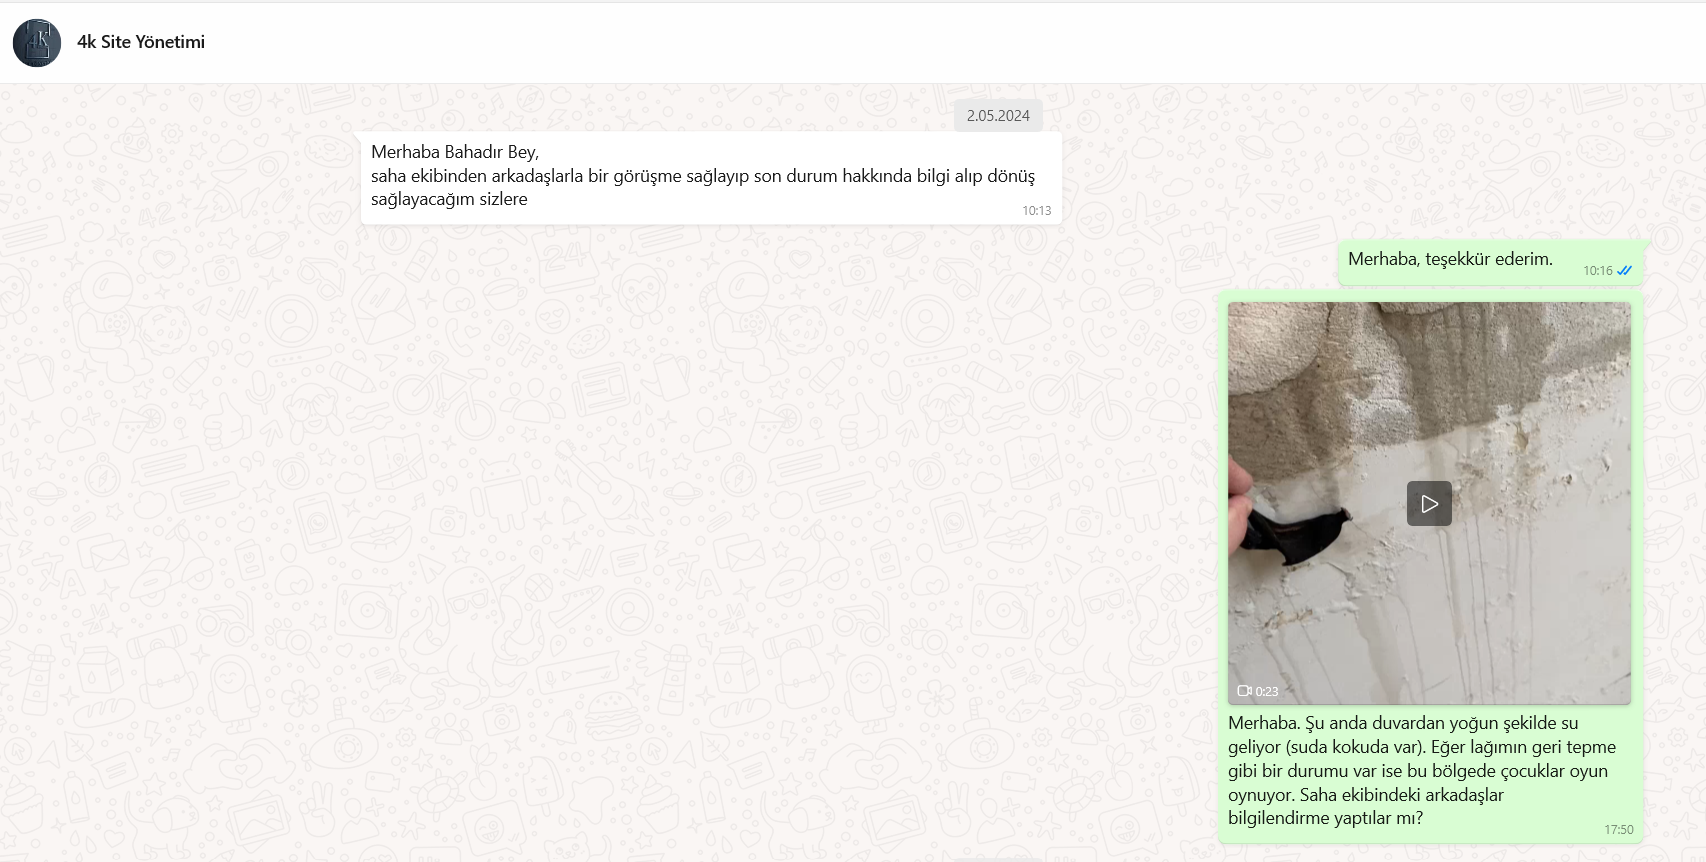 4k Site Yönetimi
2.05.2024
Merhaba Bahadır Bey,
saha ekibinden arkadaşlarla bir görüşme sağlayıp son durum hakkında bilgi alıp dönüş
sağlayacağım sizlere
10:13
Merhaba, teşekkür ederim.
10:16
0:23
Merhaba. Şu anda duvardan yoğun şekilde su
geliyor (suda kokuda var). Eğer lağımın geri tepme
gibi bir durumu var ise bu bölgede çocuklar oyun
oynuyor. Saha ekibindeki arkadaşlar
bilgilendirme yaptılar mı?
17:50